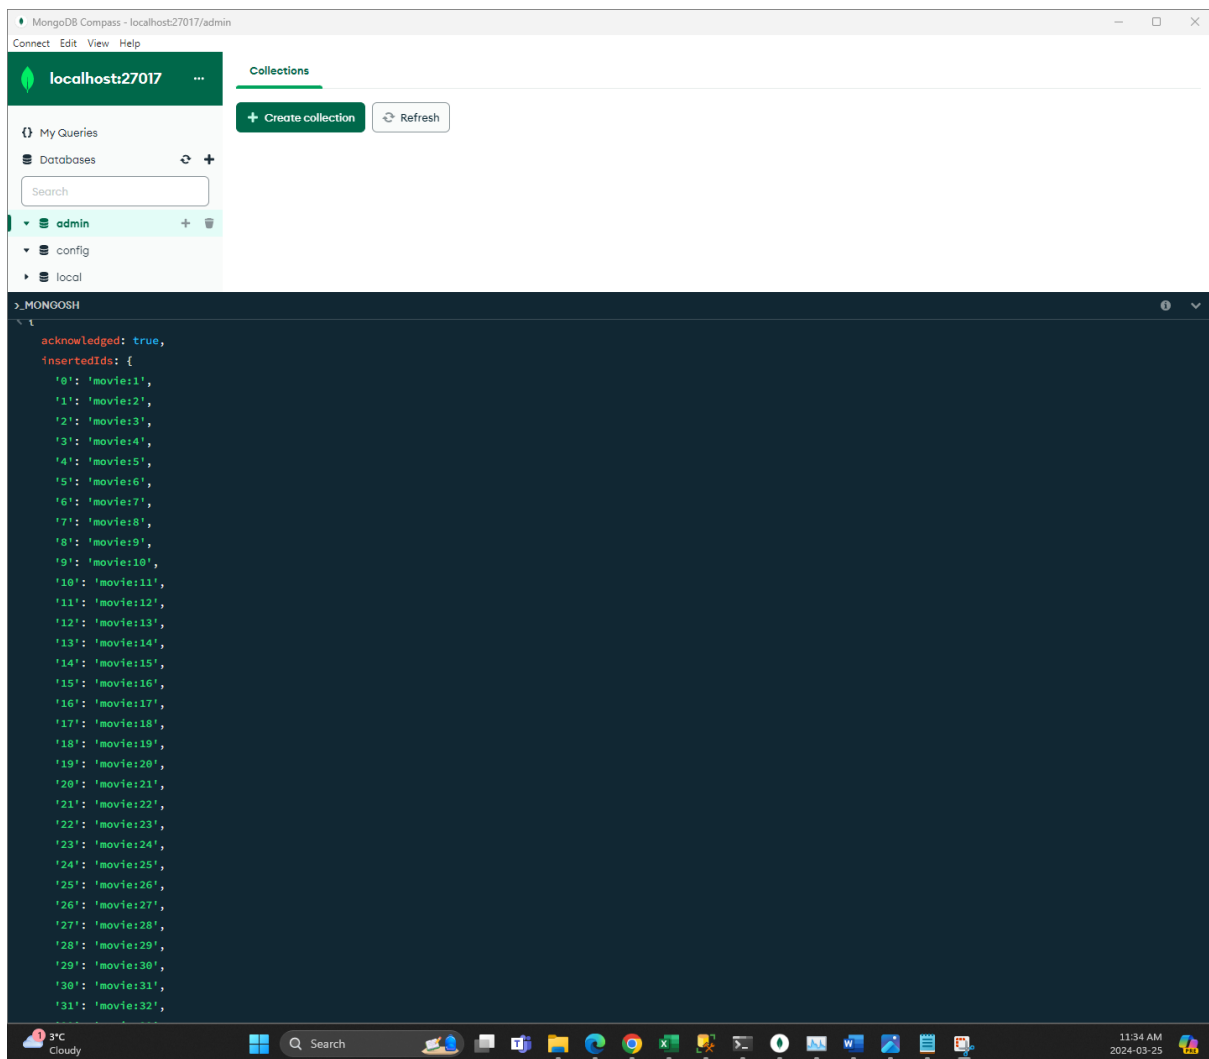 MongoDB Compass - localhost:27017/admin
Connect Edit View Help
localhost:27017 ...
Collections
+ Create collection
Refresh
{} My Queries
Databases
Search
admin
config
local
>_MONGOSH
{
acknowledged: true,
insertedIds: {
'0': 'movie:1',
'1': 'movie:2',
'2': 'movie:3',
'3': 'movie:4',
'4': 'movie:5',
'5': 'movie:6',
'6': 'movie:7',
'7': 'movie:8',
'8': 'movie:9',
'9': 'movie:10',
'10': 'movie:11',
'11': 'movie:12',
'12': 'movie:13',
'13': 'movie:14',
'14': 'movie:15',
'15': 'movie:16',
'16': 'movie:17',
'17': 'movie:18',
'18': 'movie:19',
'19': 'movie:20',
'20': 'movie:21',
'21': 'movie:22',
'22': 'movie:23',
'23': 'movie:24',
'24': 'movie:25',
'25': 'movie:26',
'26': 'movie:27',
'27': 'movie:28',
'28': 'movie:29',
'29': 'movie:30',
'30': 'movie:31',
'31': 'movie:32',
1
3°C
Cloudy
Search
11:34 AM
2024-03-25
PRE